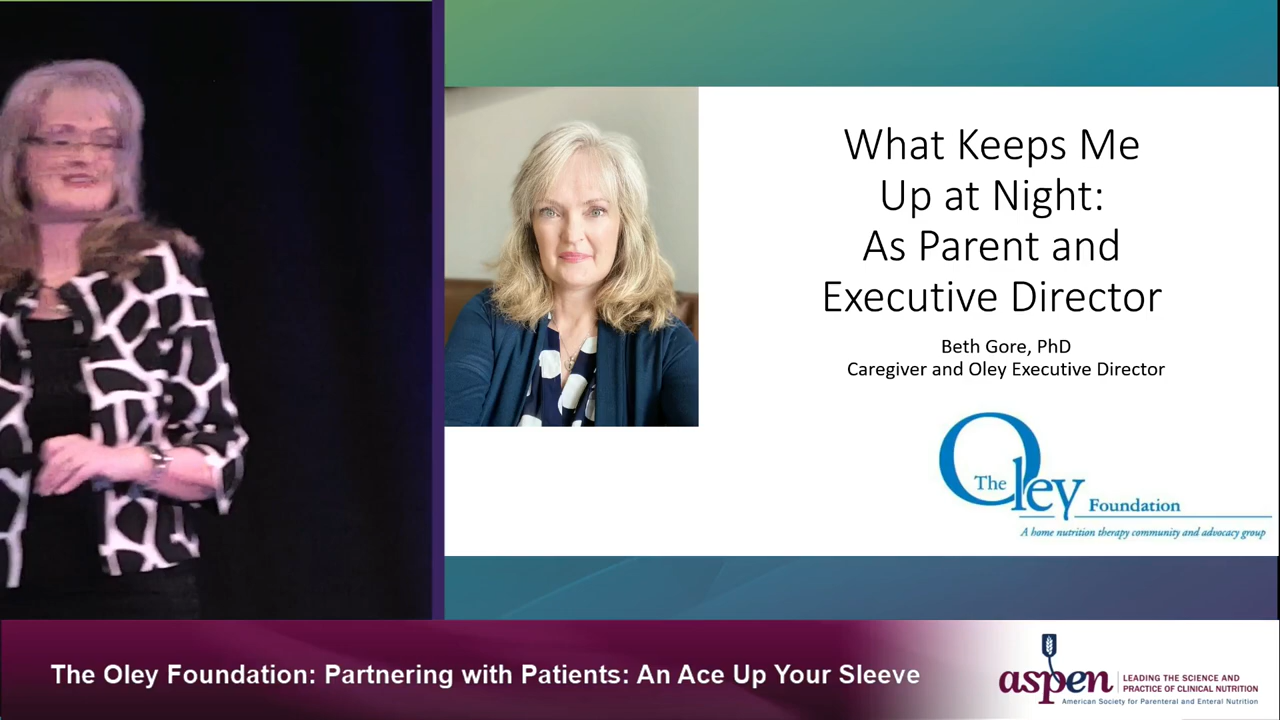 What Keeps Me
Up at Night:
As Parent and
Executive Director
Beth Gore, PhD
Caregiver and Oley Executive Director
The Oley Foundation
A home nutrition therapy community and advocacy group
The Oley Foundation: Partnering with Patients: An Ace Up Your Sleeve
aspen
LEADING THE SCIENCE AND
PRACTICE OF CLINICAL NUTRITION
American Society for Parenteral and Enteral Nutrition